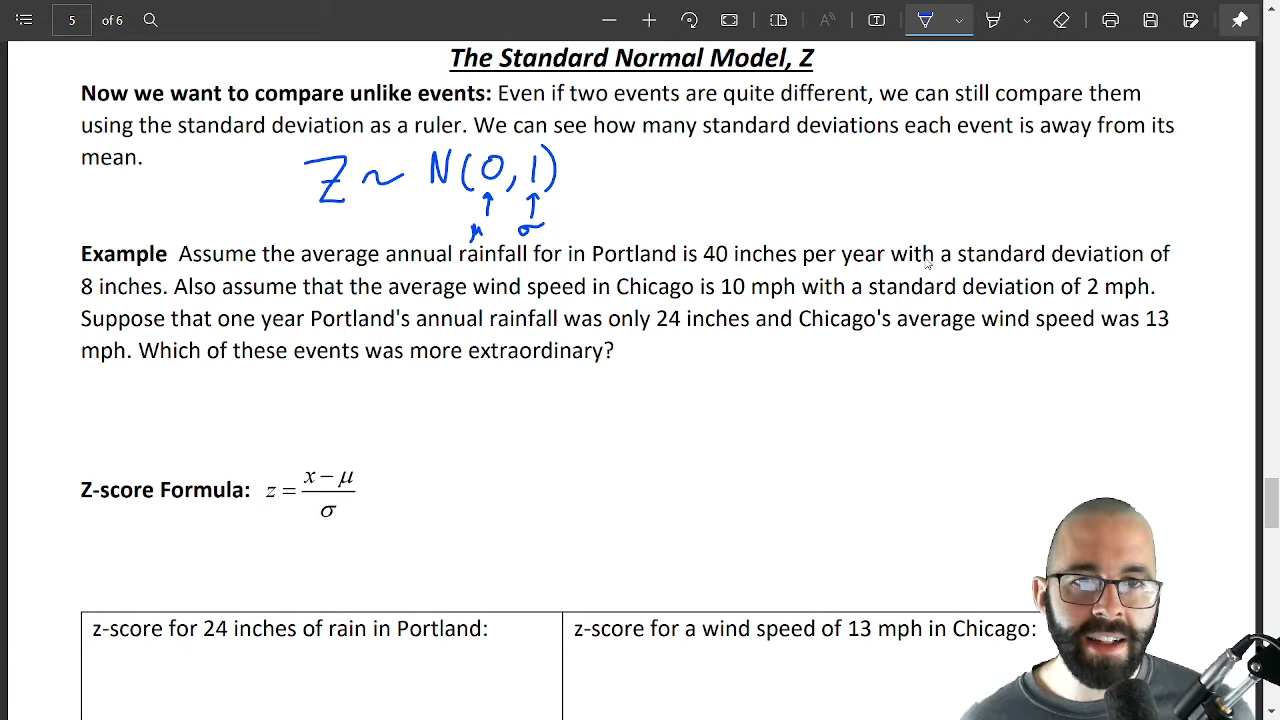 5 of 6
The Standard Normal Model, Z
Now we want to compare unlike events: Even if two events are quite different, we can still compare them
using the standard deviation as a ruler. We can see how many standard deviations each event is away from its
mean.
Z ~ N(0, 1)
↑ ↑
μ σ
Example Assume the average annual rainfall for in Portland is 40 inches per year with a standard deviation of
8 inches. Also assume that the average wind speed in Chicago is 10 mph with a standard deviation of 2 mph.
Suppose that one year Portland's annual rainfall was only 24 inches and Chicago's average wind speed was 13
mph. Which of these events was more extraordinary?
Z-score Formula: z = (x − μ) / σ
z-score for 24 inches of rain in Portland:
z-score for a wind speed of 13 mph in Chicago: